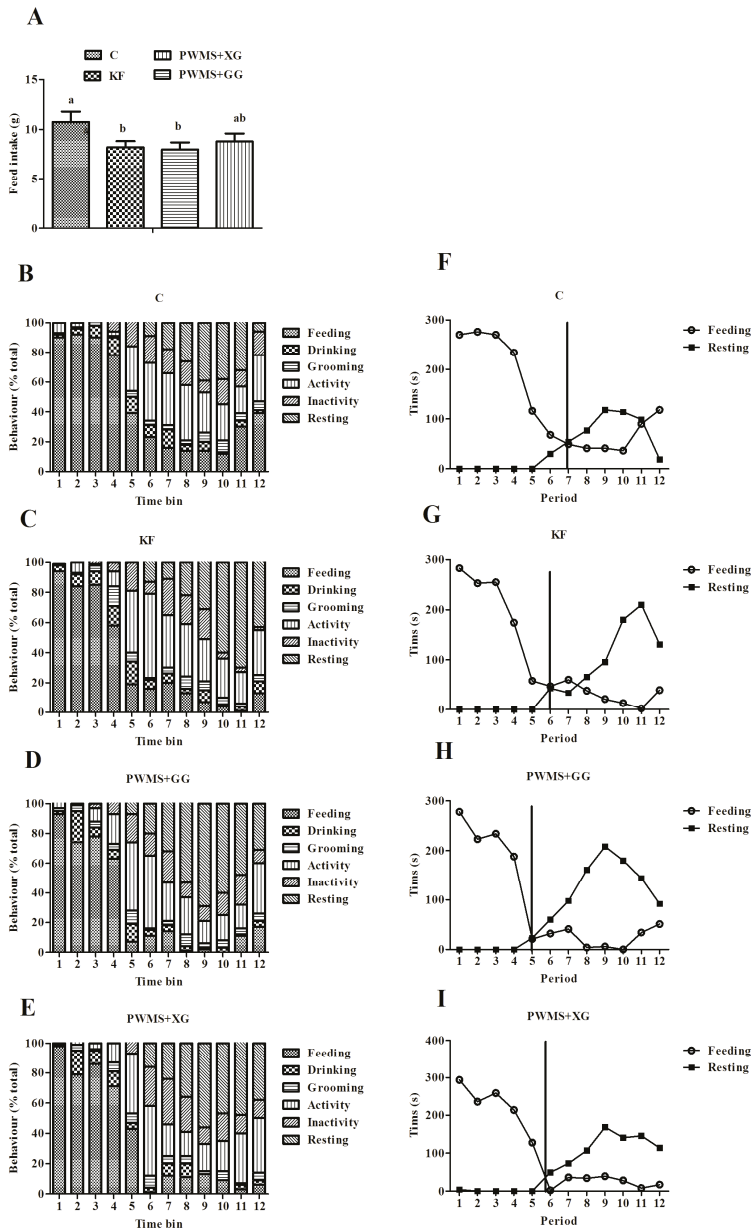 A
C
PWMS+XG
KF
PWMS+GG
15
10
5
0
Feed intake (g)
a
b
b
ab
B
C
100
80
60
40
20
0
Behaviour (% total)
1 2 3 4 5 6 7 8 9 10 11 12
Time bin
Feeding
Drinking
Grooming
Activity
Inactivity
Resting
F
C
300
200
100
0
Tims (s)
1 2 3 4 5 6 7 8 9 10 11 12
Period
Feeding
Resting
C
KF
100
80
60
40
20
0
Behaviour (% total)
1 2 3 4 5 6 7 8 9 10 11 12
Time bin
Feeding
Drinking
Grooming
Activity
Inactivity
Resting
G
KF
300
200
100
0
Tims (s)
1 2 3 4 5 6 7 8 9 10 11 12
Period
Feeding
Resting
D
PWMS+GG
100
80
60
40
20
0
Behaviour (% total)
1 2 3 4 5 6 7 8 9 10 11 12
Time bin
Feeding
Drinking
Grooming
Activity
Inactivity
Resting
H
PWMS+GG
300
200
100
0
Tims (s)
1 2 3 4 5 6 7 8 9 10 11 12
Period
Feeding
Resting
E
PWMS+XG
100
80
60
40
20
0
Behaviour (% total)
1 2 3 4 5 6 7 8 9 10 11 12
Time bin
Feeding
Drinking
Grooming
Activity
Inactivity
Resting
I
PWMS+XG
400
300
200
100
0
Tims (s)
1 2 3 4 5 6 7 8 9 10 11 12
Period
Feeding
Resting